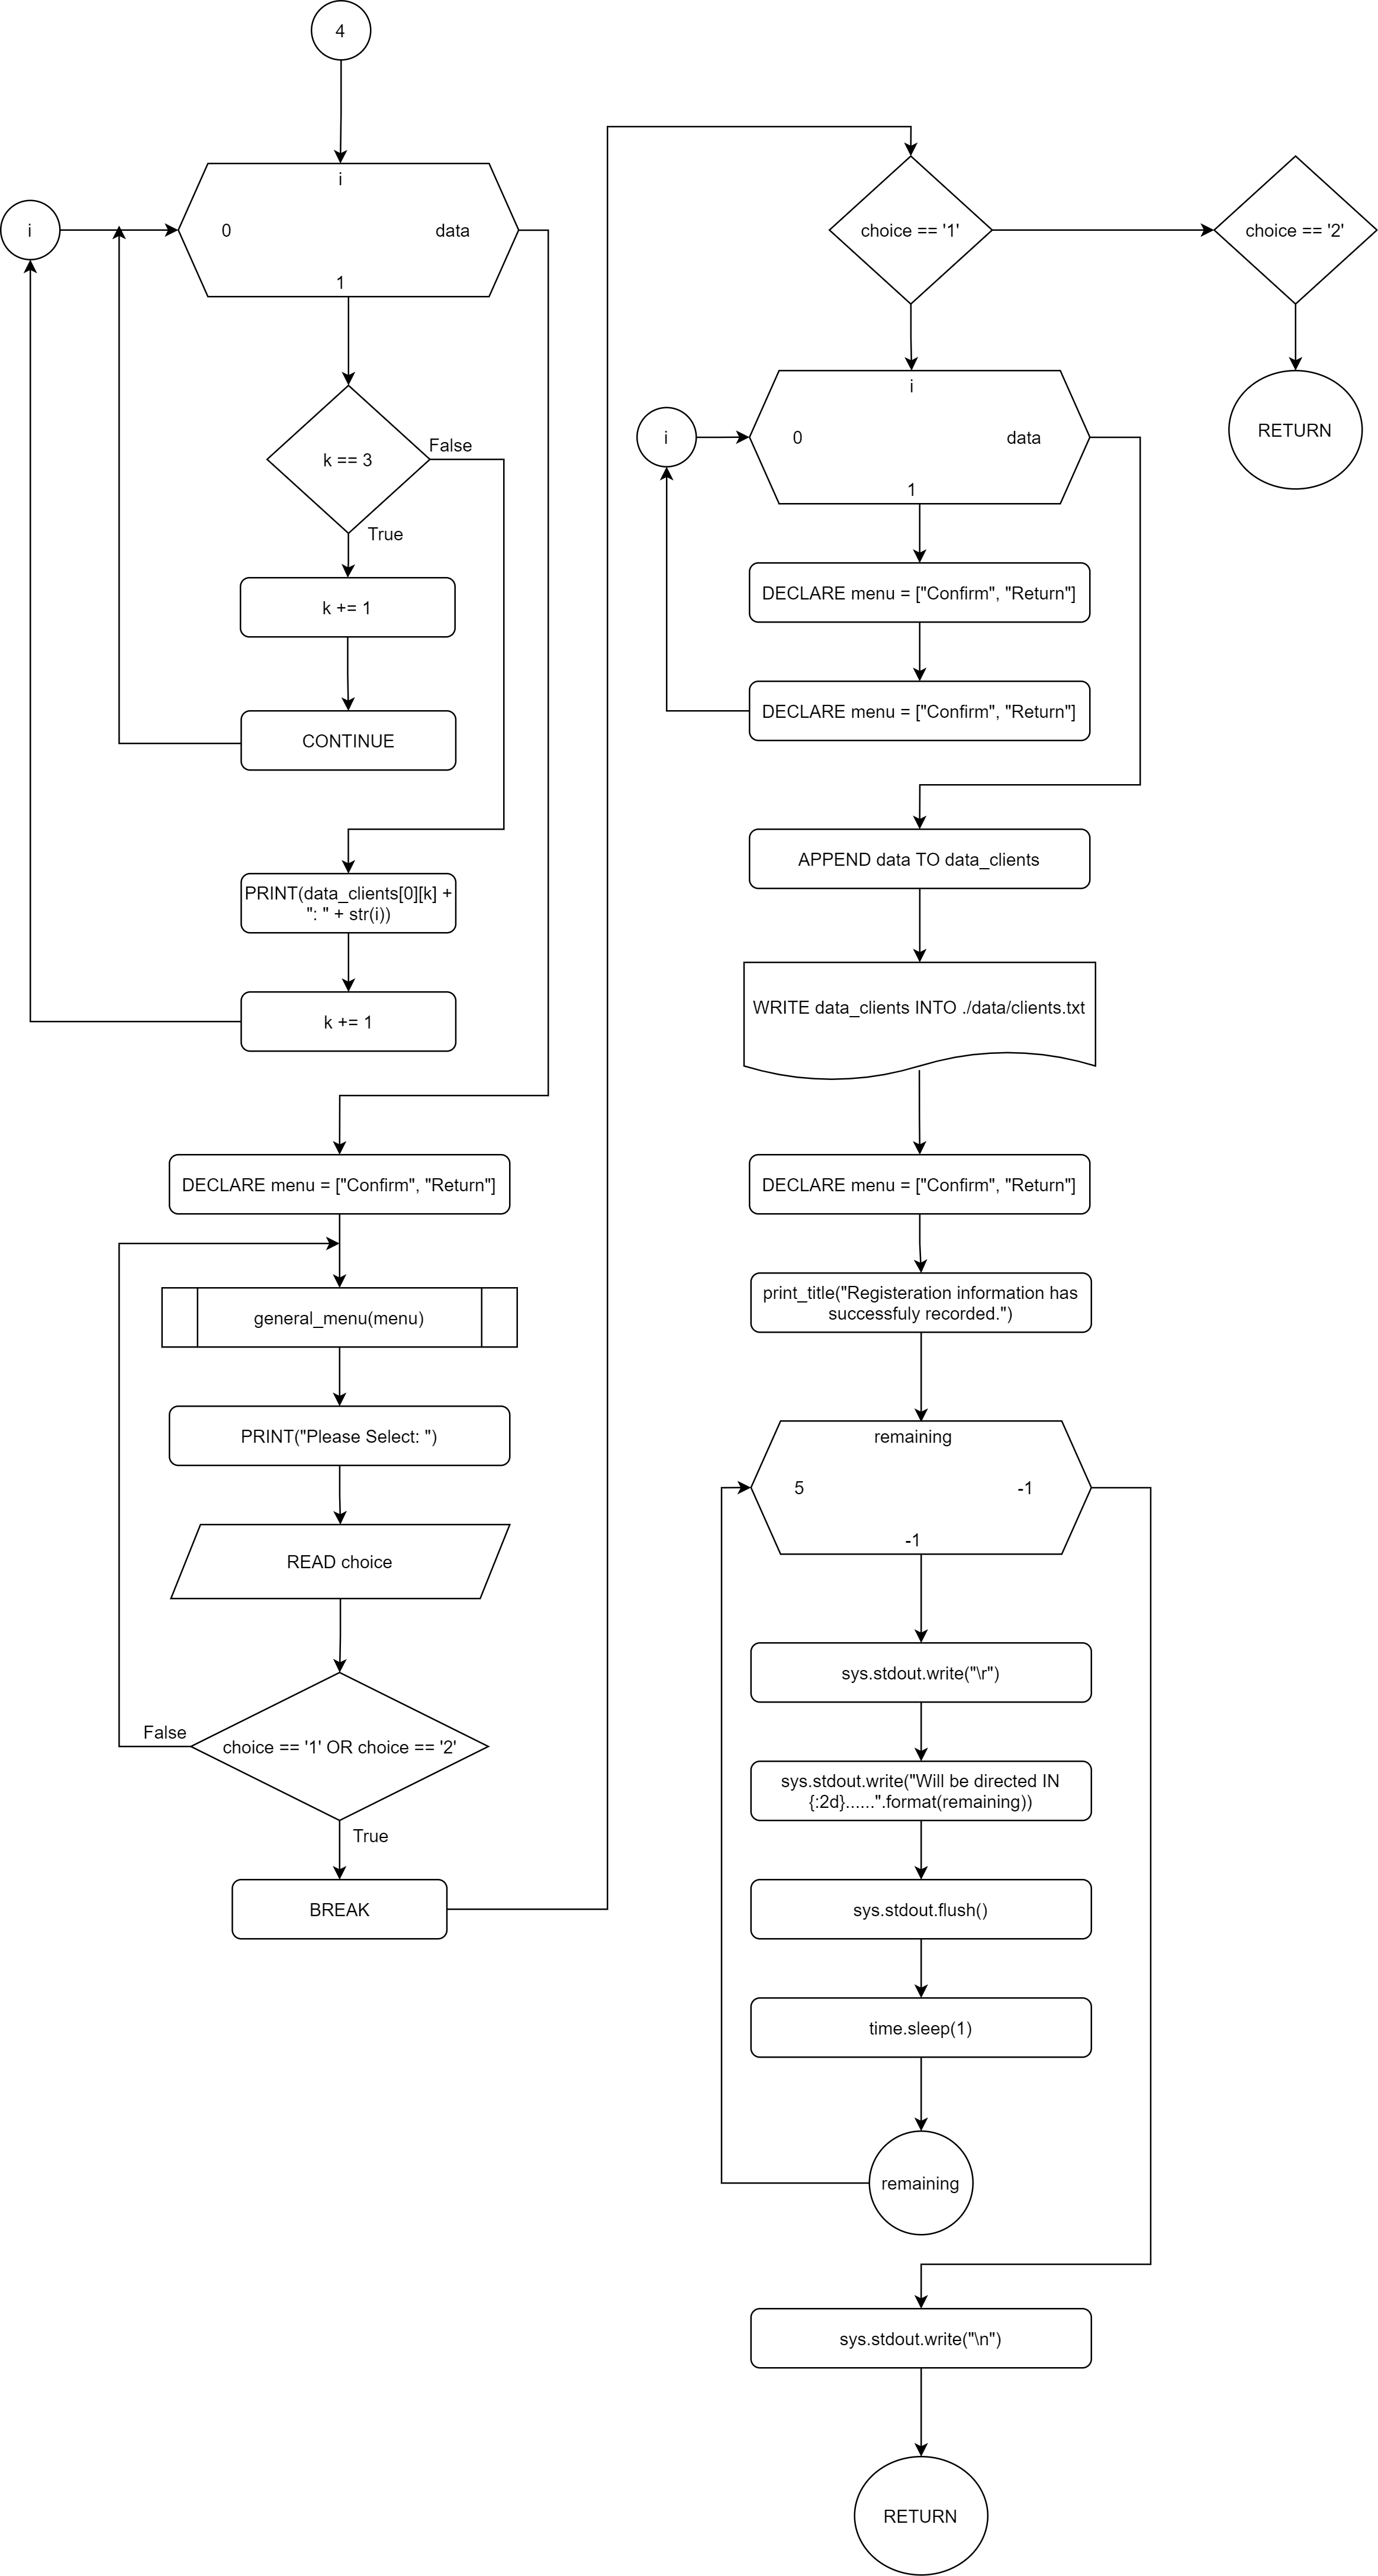 4
i
i
0
data
1
k == 3
False
True
k += 1
CONTINUE
PRINT(data_clients[0][k] +
": " + str(i))
k += 1
DECLARE menu = ["Confirm", "Return"]
general_menu(menu)
PRINT("Please Select: ")
READ choice
choice == '1' OR choice == '2'
False
True
BREAK
choice == '1'
choice == '2'
RETURN
i
i
0
data
1
DECLARE menu = ["Confirm", "Return"]
DECLARE menu = ["Confirm", "Return"]
APPEND data TO data_clients
WRITE data_clients INTO ./data/clients.txt
DECLARE menu = ["Confirm", "Return"]
print_title("Registeration information has
successfuly recorded.")
remaining
5
-1
-1
sys.stdout.write("\r")
sys.stdout.write("Will be directed IN
{:2d}......".format(remaining))
sys.stdout.flush()
time.sleep(1)
remaining
sys.stdout.write("\n")
RETURN